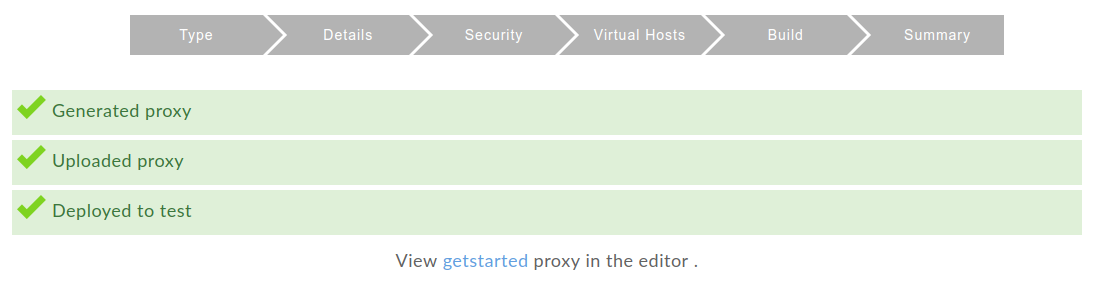 Type Details Security Virtual Hosts Build Summary
Generated proxy
Uploaded proxy
Deployed to test
View getstarted proxy in the editor .